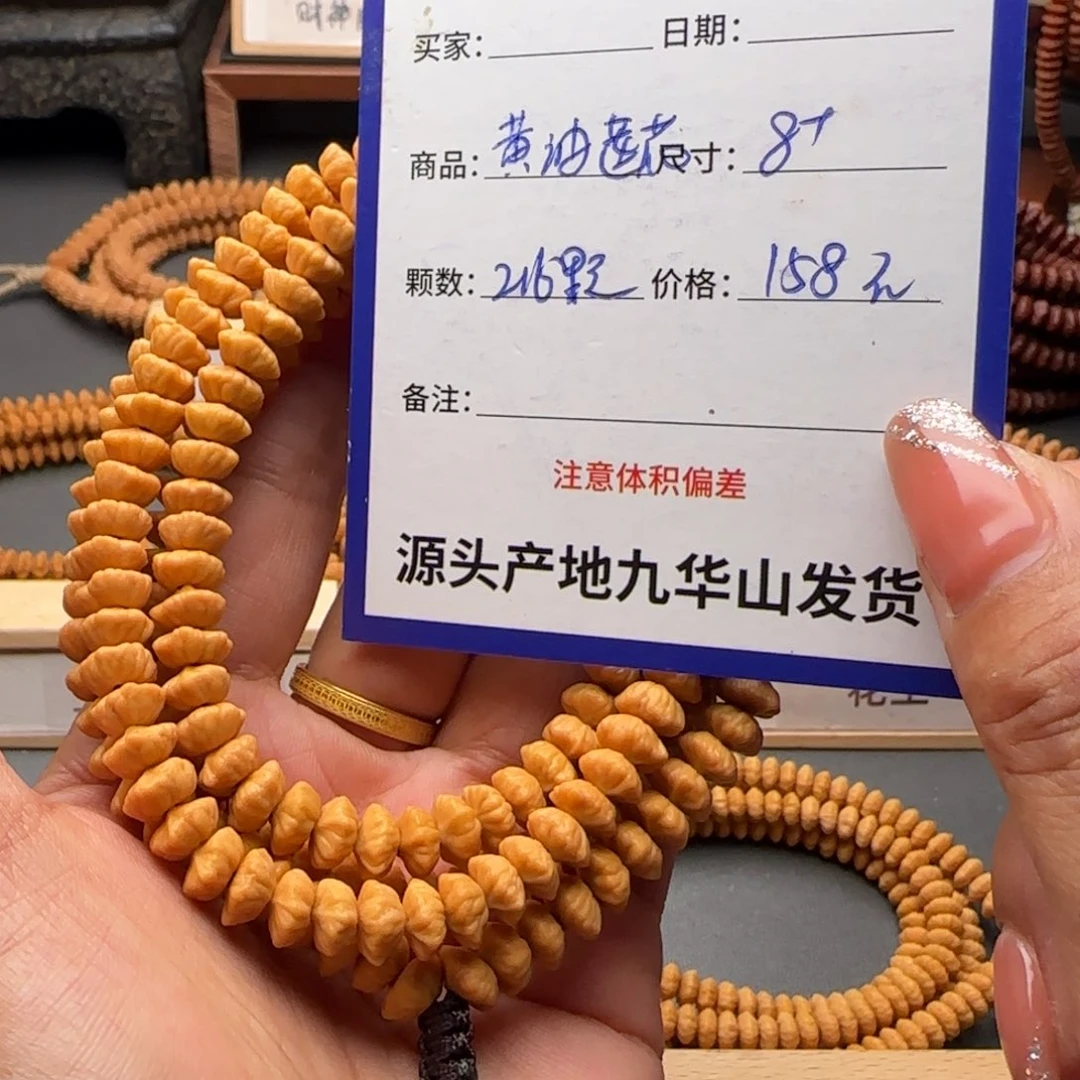 财神
买家： 日期：
商品：黄油莲花 尺寸：8+
颗数：216颗 价格：158元
备注：
注意体积偏差
源头产地九华山发货